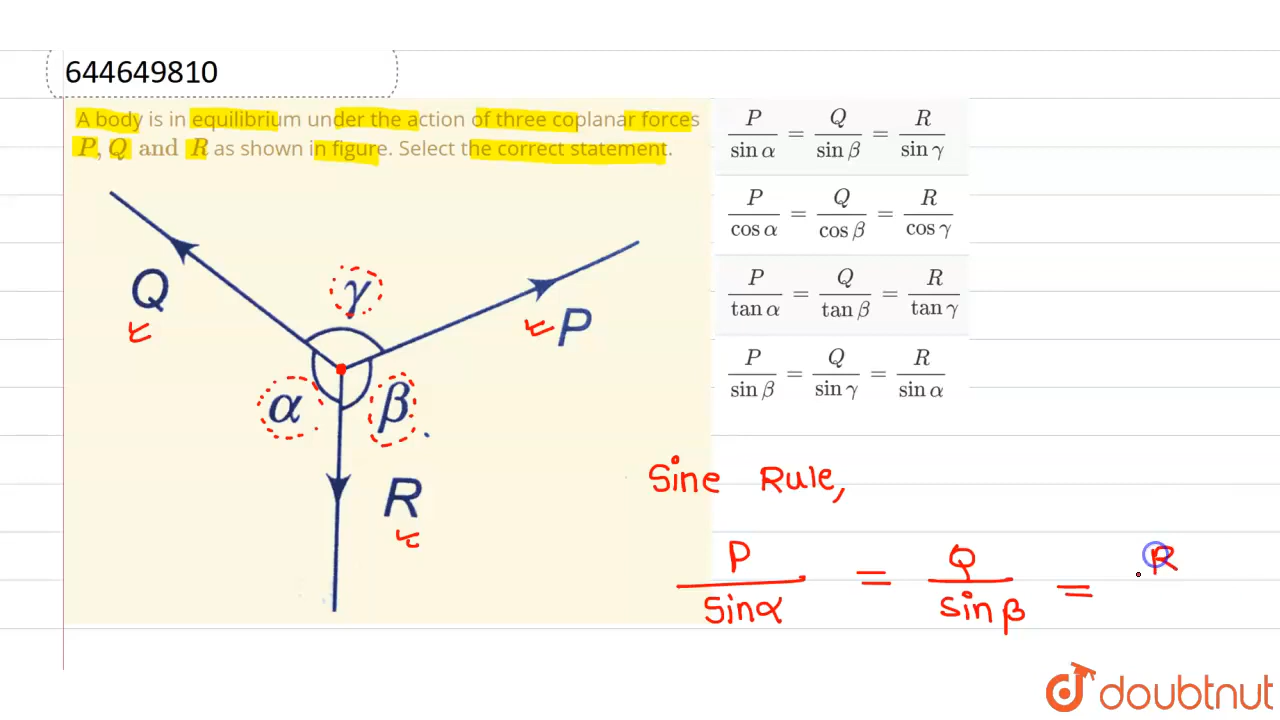 644649810
A body is in equilibrium under the action of three coplanar forces
P, Q and R as shown in figure. Select the correct statement.
P/sin α = Q/sin β = R/sin γ
P/cos α = Q/cos β = R/cos γ
P/tan α = Q/tan β = R/tan γ
P/sin β = Q/sin γ = R/sin α
Q
γ
P
α
β
R
Sine Rule,
P/Sinα = Q/sinβ = R
doubtnut